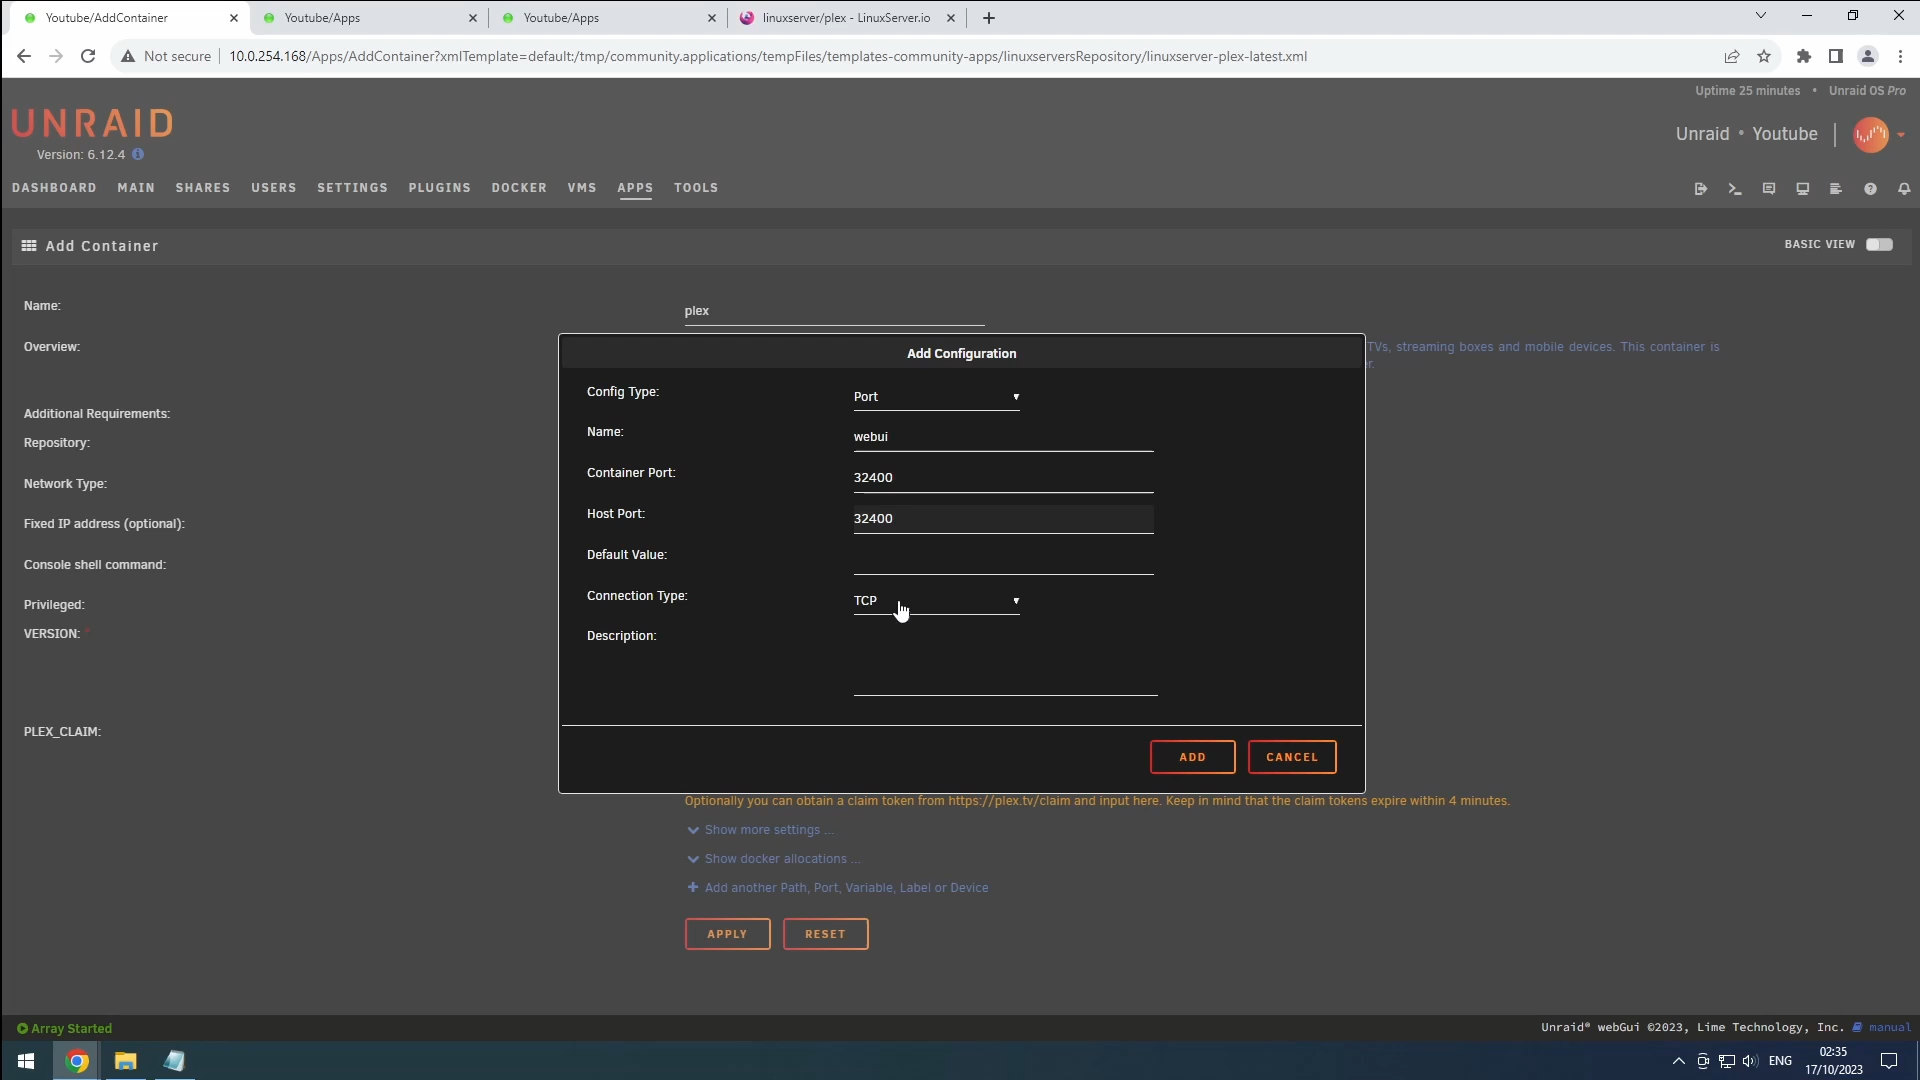 Youtube/AddContainer
Youtube/Apps
Youtube/Apps
linuxserver/plex - LinuxServer.io
Not secure
10.0.254.168/Apps/AddContainer?xmlTemplate=default:/tmp/community.applications/tempFiles/templates-community-apps/linuxserversRepository/linuxserver-plex-latest.xml
Uptime 25 minutes • Unraid OS Pro
UNRAID
Version: 6.12.4
Unraid • Youtube
DASHBOARD MAIN SHARES USERS SETTINGS PLUGINS DOCKER VMS APPS TOOLS
Add Container
BASIC VIEW
Name:
plex
Overview:
TVs, streaming boxes and mobile devices. This container is
r.
Additional Requirements:
Repository:
Network Type:
Fixed IP address (optional):
Console shell command:
Privileged:
VERSION: *
PLEX_CLAIM:
Add Configuration
Config Type:
Port
Name:
webui
Container Port:
32400
Host Port:
32400
Default Value:
Connection Type:
TCP
Description:
ADD
CANCEL
Optionally you can obtain a claim token from https://plex.tv/claim and input here. Keep in mind that the claim tokens expire within 4 minutes.
Show more settings ...
Show docker allocations ...
Add another Path, Port, Variable, Label or Device
APPLY
RESET
Array Started
Unraid® webGui ©2023, Lime Technology, Inc.
manual
ENG
02:35
17/10/2023